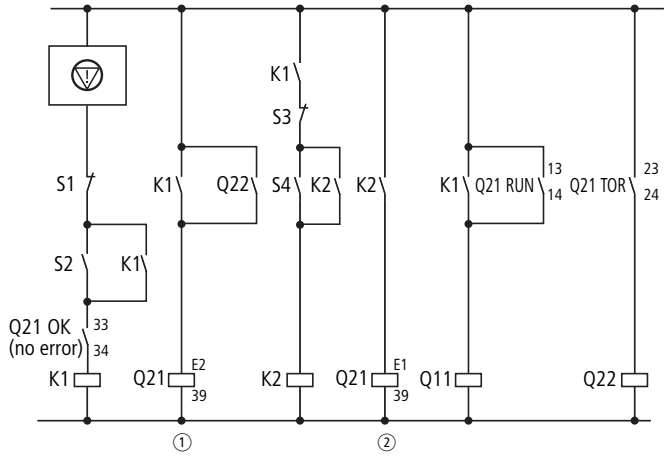 !
K1
S3
S1
K1
Q22
S4
K2
K2
K1
Q21 RUN
13
14
Q21 TOR
23
24
S2
K1
Q21 OK
(no error)
33
34
K1
Q21
E2
39
K2
Q21
E1
39
Q11
Q22
①
②